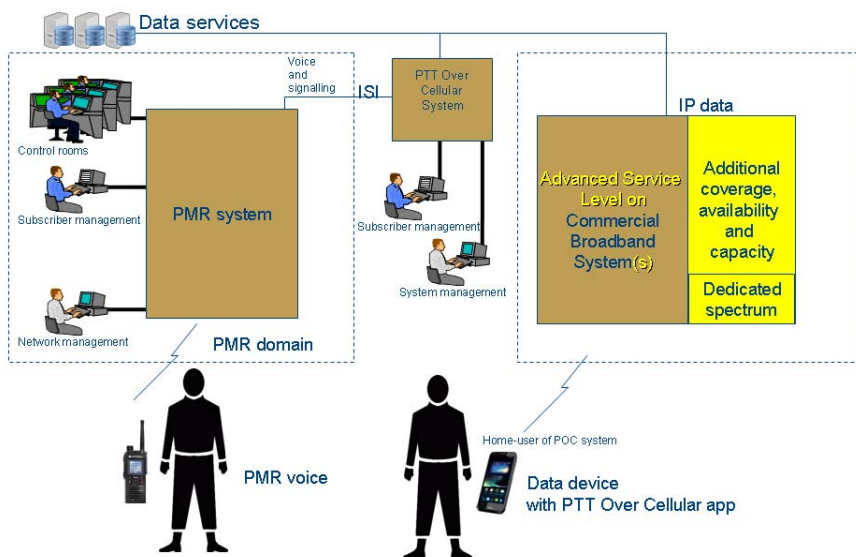 Data services
Voice
and
signalling
ISI
PTT Over
Cellular
System
IP data
Control rooms
Subscriber management
PMR system
Network management
PMR domain
Subscriber management
System management
Advanced Service
Level on
Commercial
Broadband
System(s)
Additional
coverage,
availability
and
capacity
Dedicated
spectrum
PMR voice
Home-user of POC system
Data device
with PTT Over Cellular app